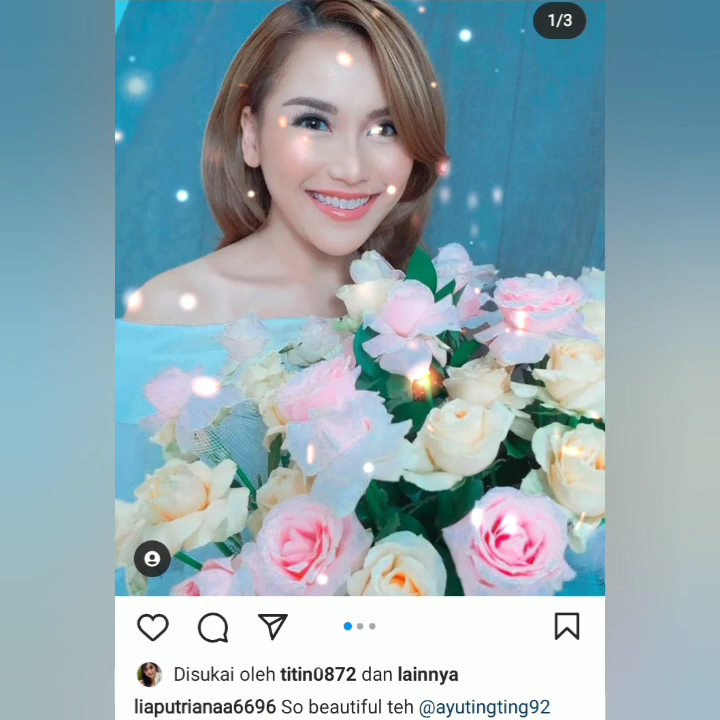 1/3
Disukai oleh titin0872 dan lainnya
liaputrianaa6696 So beautiful teh @ayutingting92